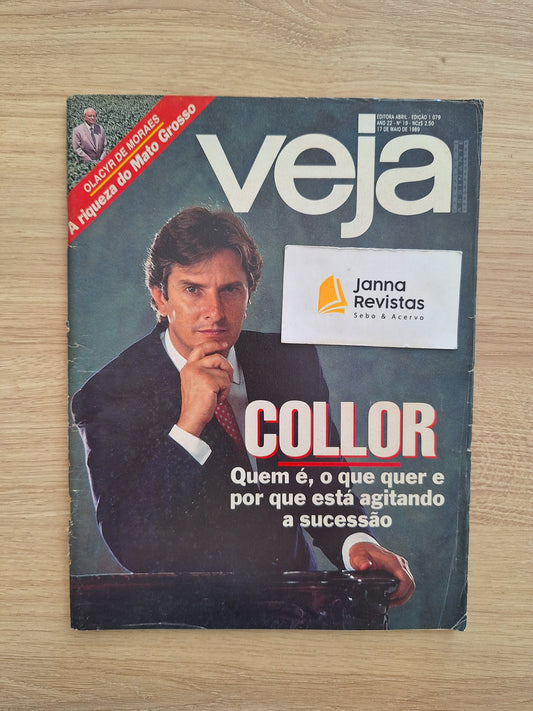 OLACYR DE MORAES
A riqueza do Mato Grosso
EDITORA ABRIL - EDIÇÃO 1 079
ANO 22 - Nº 19 - NCz$ 2,50
17 DE MAIO DE 1989
veja
Janna
Revistas
Sebo & Acervo
COLLOR
Quem é, o que quer e
por que está agitando
a sucessão